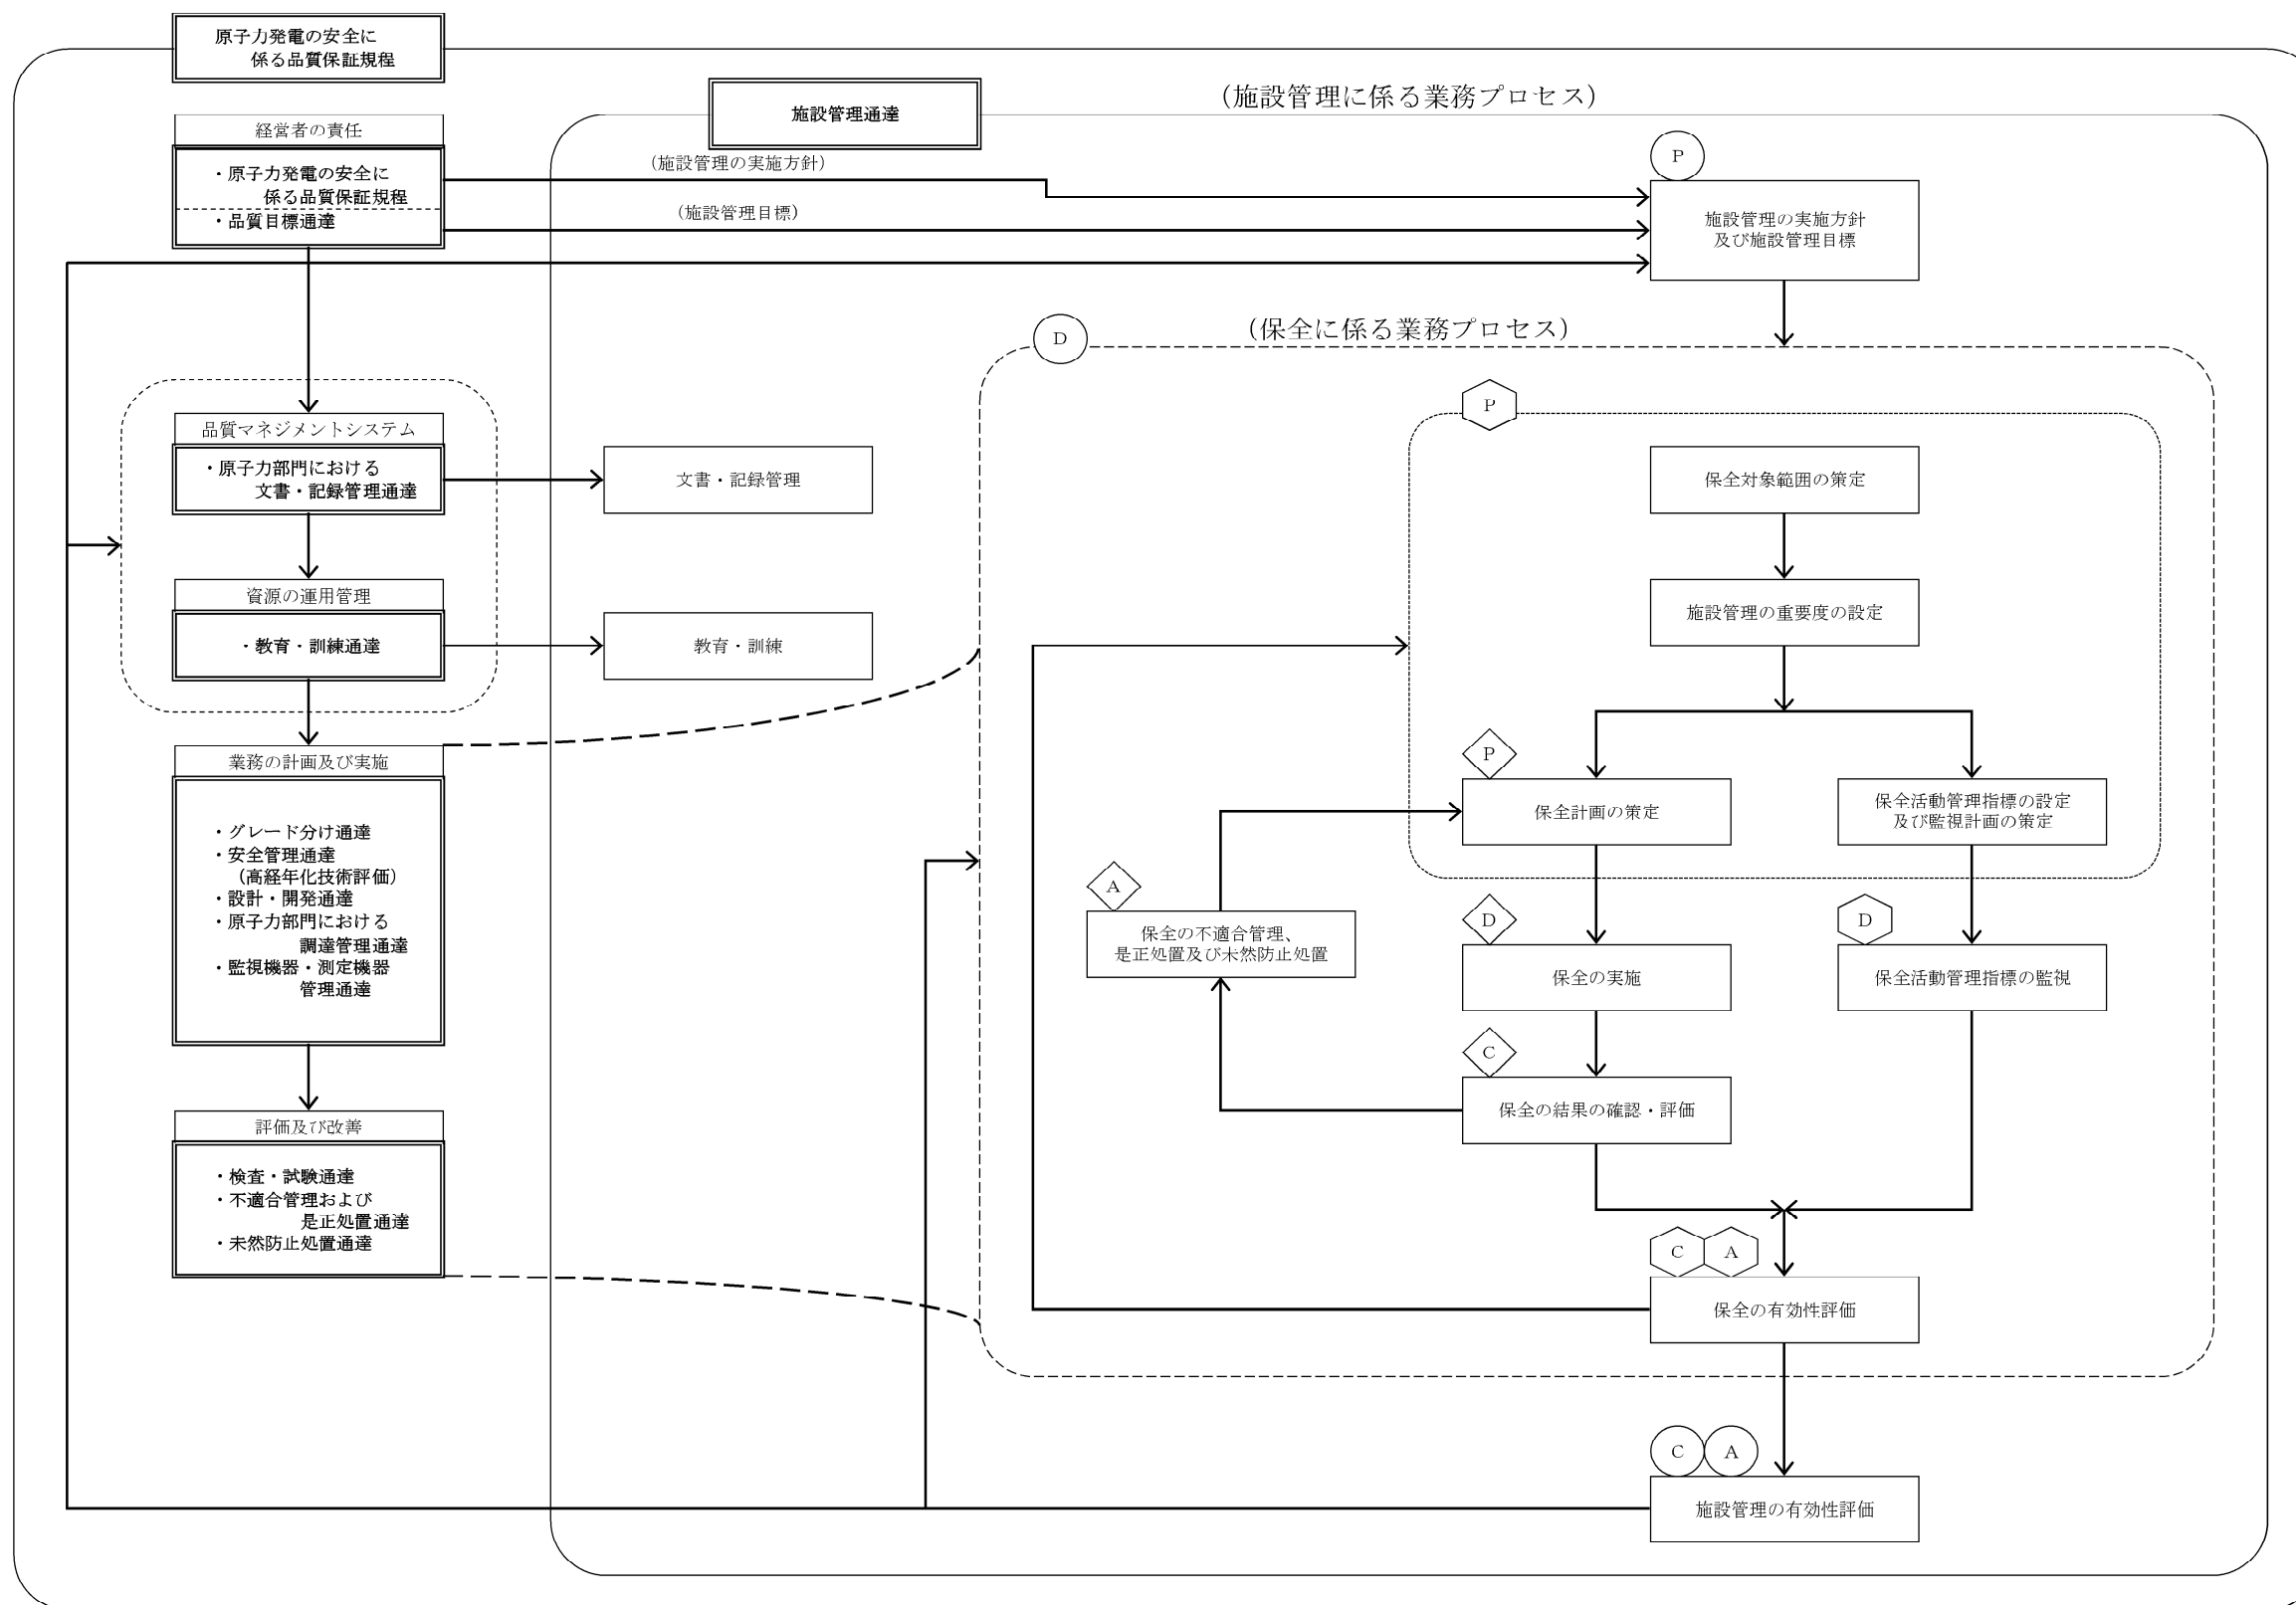 原子力発電の安全に
係る品質保証規程
施設管理通達
（施設管理に係る業務プロセス）
経営者の責任
・原子力発電の安全に
係る品質保証規程
・品質目標通達
（施設管理の実施方針）
（施設管理目標）
P
施設管理の実施方針
及び施設管理目標
D
（保全に係る業務プロセス）
品質マネジメントシステム
・原子力部門における
文書・記録管理通達
文書・記録管理
資源の運用管理
・教育・訓練通達
教育・訓練
業務の計画及び実施
・グレード分け通達
・安全管理通達
（高経年化技術評価）
・設計・開発通達
・原子力部門における
調達管理通達
・監視機器・測定機器
管理通達
評価及び改善
・検査・試験通達
・不適合管理および
是正処置通達
・未然防止処置通達
P
保全対象範囲の策定
施設管理の重要度の設定
P
保全計画の策定
保全活動管理指標の設定
及び監視計画の策定
A
保全の不適合管理、
是正処置及び未然防止処置
D
保全の実施
D
保全活動管理指標の監視
C
保全の結果の確認・評価
C
A
保全の有効性評価
C
A
施設管理の有効性評価